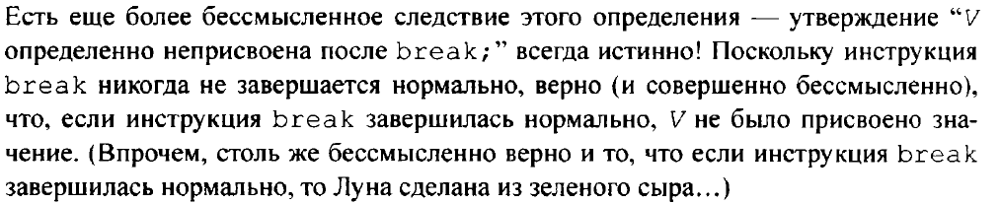 Есть еще более бессмысленное следствие этого определения — утверждение “V
определенно неприсвоена после break;” всегда истинно! Поскольку инструкция
break никогда не завершается нормально, верно (и совершенно бессмысленно),
что, если инструкция break завершилась нормально, V не было присвоено зна-
чение. (Впрочем, столь же бессмысленно верно и то, что если инструкция break
завершилась нормально, то Луна сделана из зеленого сыра...)